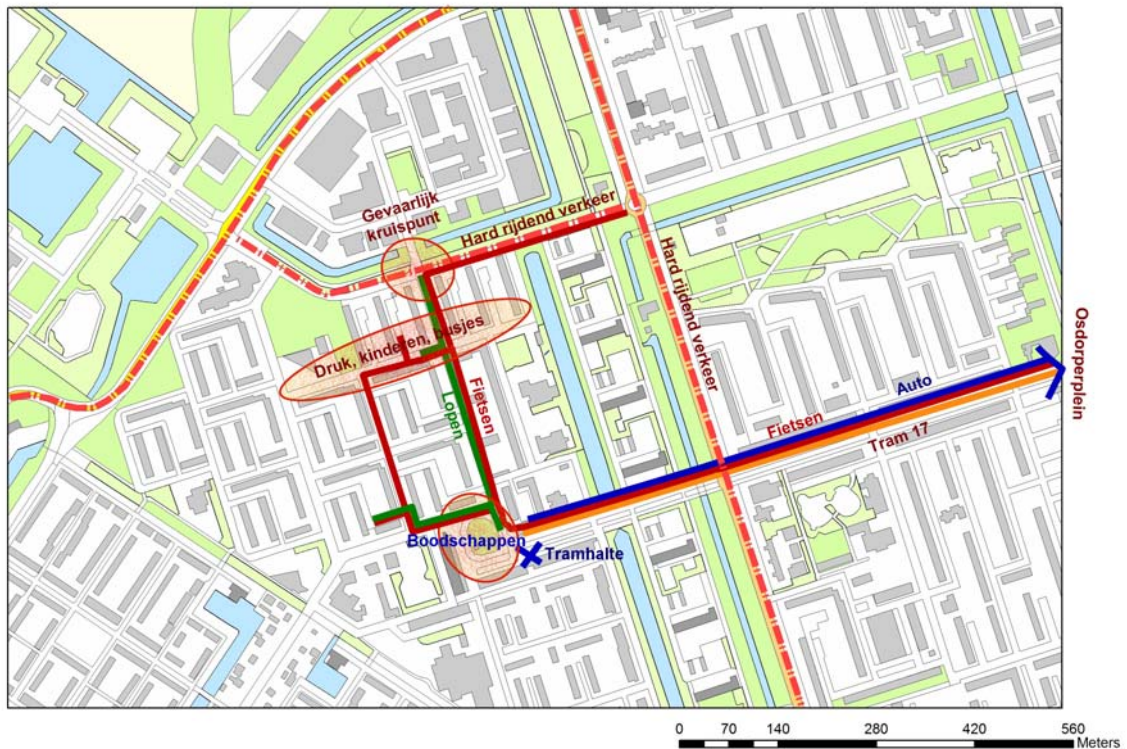 Gevaarlijk
kruispunt
Hard rijdend verkeer
Hard rijdend verkeer
Druk, kinderen, busjes
Fietsen
Lopen
Osdorperplein
Auto
Fietsen
Tram 17
Boodschappen
Tramhalte
0 70 140 280 420 560
Meters